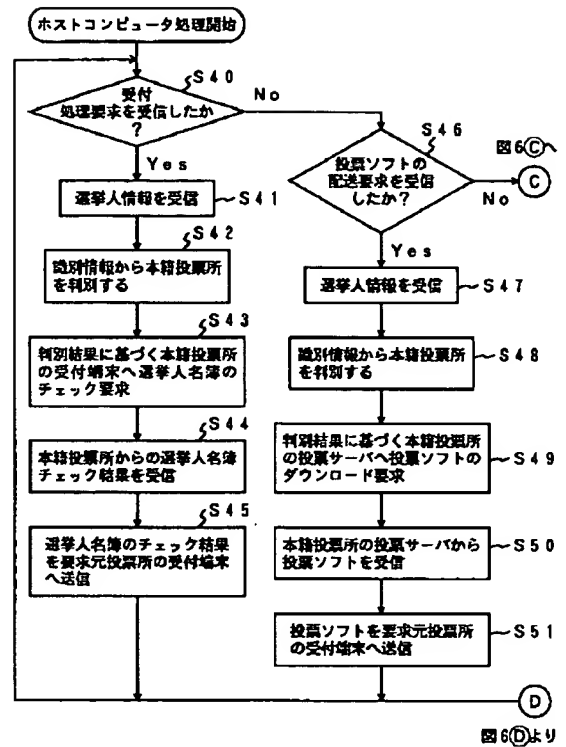 ホストコンピュータ処理開始
S40
受付
処理要求を受信したか
?
No
Yes
選挙人情報を受信
S41
S42
識別情報から本籍投票所
を判別する
S43
判別結果に基づく本籍投票所
の受付端末へ選挙人名簿の
チェック要求
S44
本籍投票所からの選挙人名簿
チェック結果を受信
S45
選挙人名簿のチェック結果
を要求元投票所の受付端末
へ送信
S46
投票ソフトの
配送要求を受信
したか?
図6Ⓒへ
C
No
Yes
選挙人情報を受信
S47
識別情報から本籍投票所
を判別する
S48
判別結果に基づく本籍投票所
の投票サーバへ投票ソフトの
ダウンロード要求
S49
本籍投票所の投票サーバから
投票ソフトを受信
S50
投票ソフトを要求元投票所
の受付端末へ送信
S51
D
図6Ⓓより